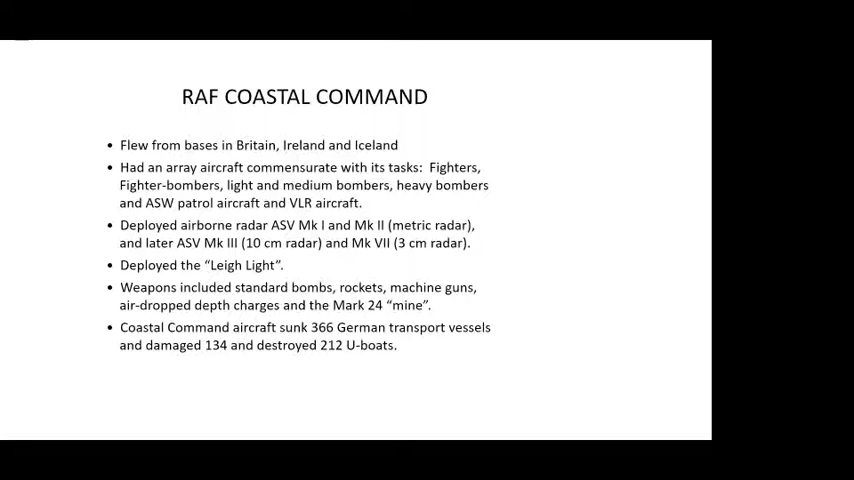 RAF COASTAL COMMAND
• Flew from bases in Britain, Ireland and Iceland
• Had an array aircraft commensurate with its tasks: Fighters,
Fighter-bombers, light and medium bombers, heavy bombers
and ASW patrol aircraft and VLR aircraft.
• Deployed airborne radar ASV Mk I and Mk II (metric radar),
and later ASV Mk III (10 cm radar) and Mk VII (3 cm radar).
• Deployed the “Leigh Light”.
• Weapons included standard bombs, rockets, machine guns,
air-dropped depth charges and the Mark 24 “mine”.
• Coastal Command aircraft sunk 366 German transport vessels
and damaged 134 and destroyed 212 U-boats.